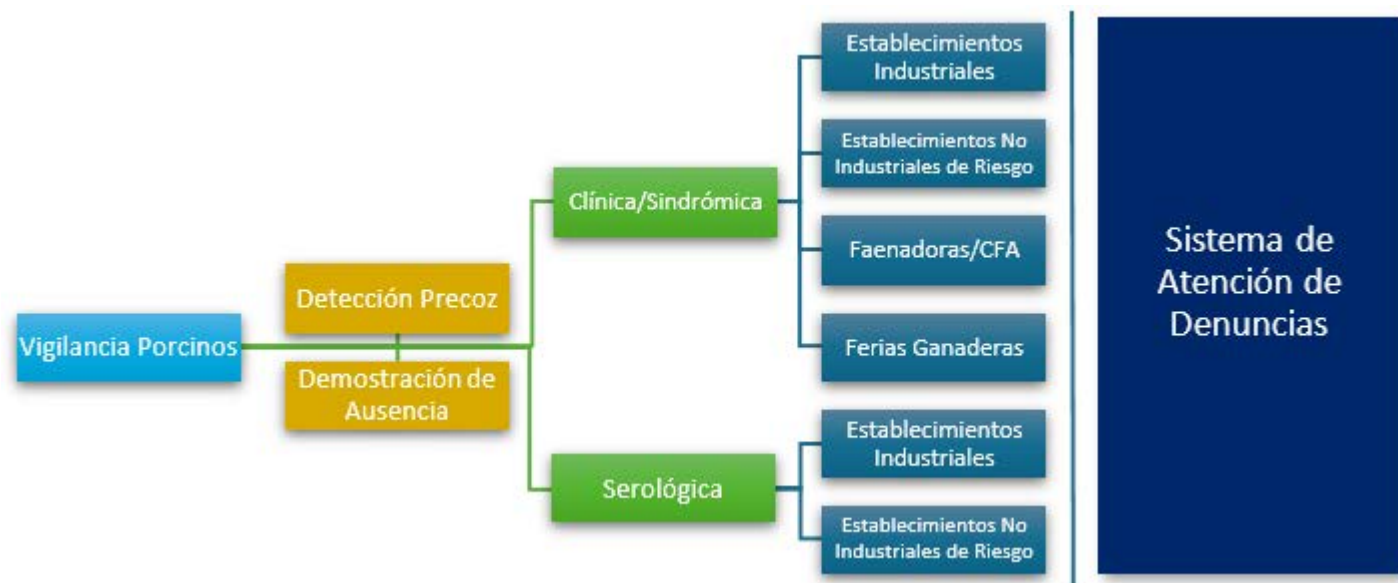 Vigilancia Porcinos
Detección Precoz
Demostración de
Ausencia
Clínica/Sindrómica
Establecimientos
Industriales
Establecimientos No
Industriales de Riesgo
Faenadoras/CFA
Ferias Ganaderas
Serológica
Establecimientos
Industriales
Establecimientos No
Industriales de Riesgo
Sistema de
Atención de
Denuncias